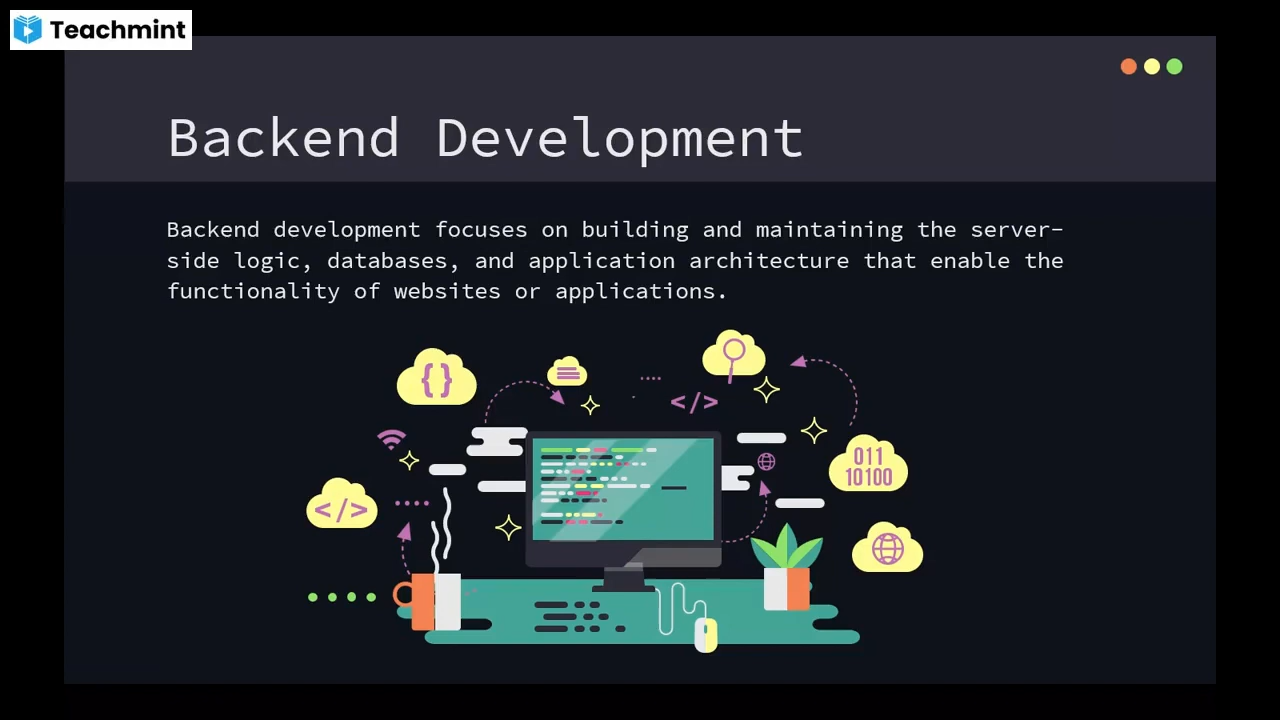 Teachmint
Backend Development
Backend development focuses on building and maintaining the server-
side logic, databases, and application architecture that enable the
functionality of websites or applications.
{}
</>
011
10100
</>